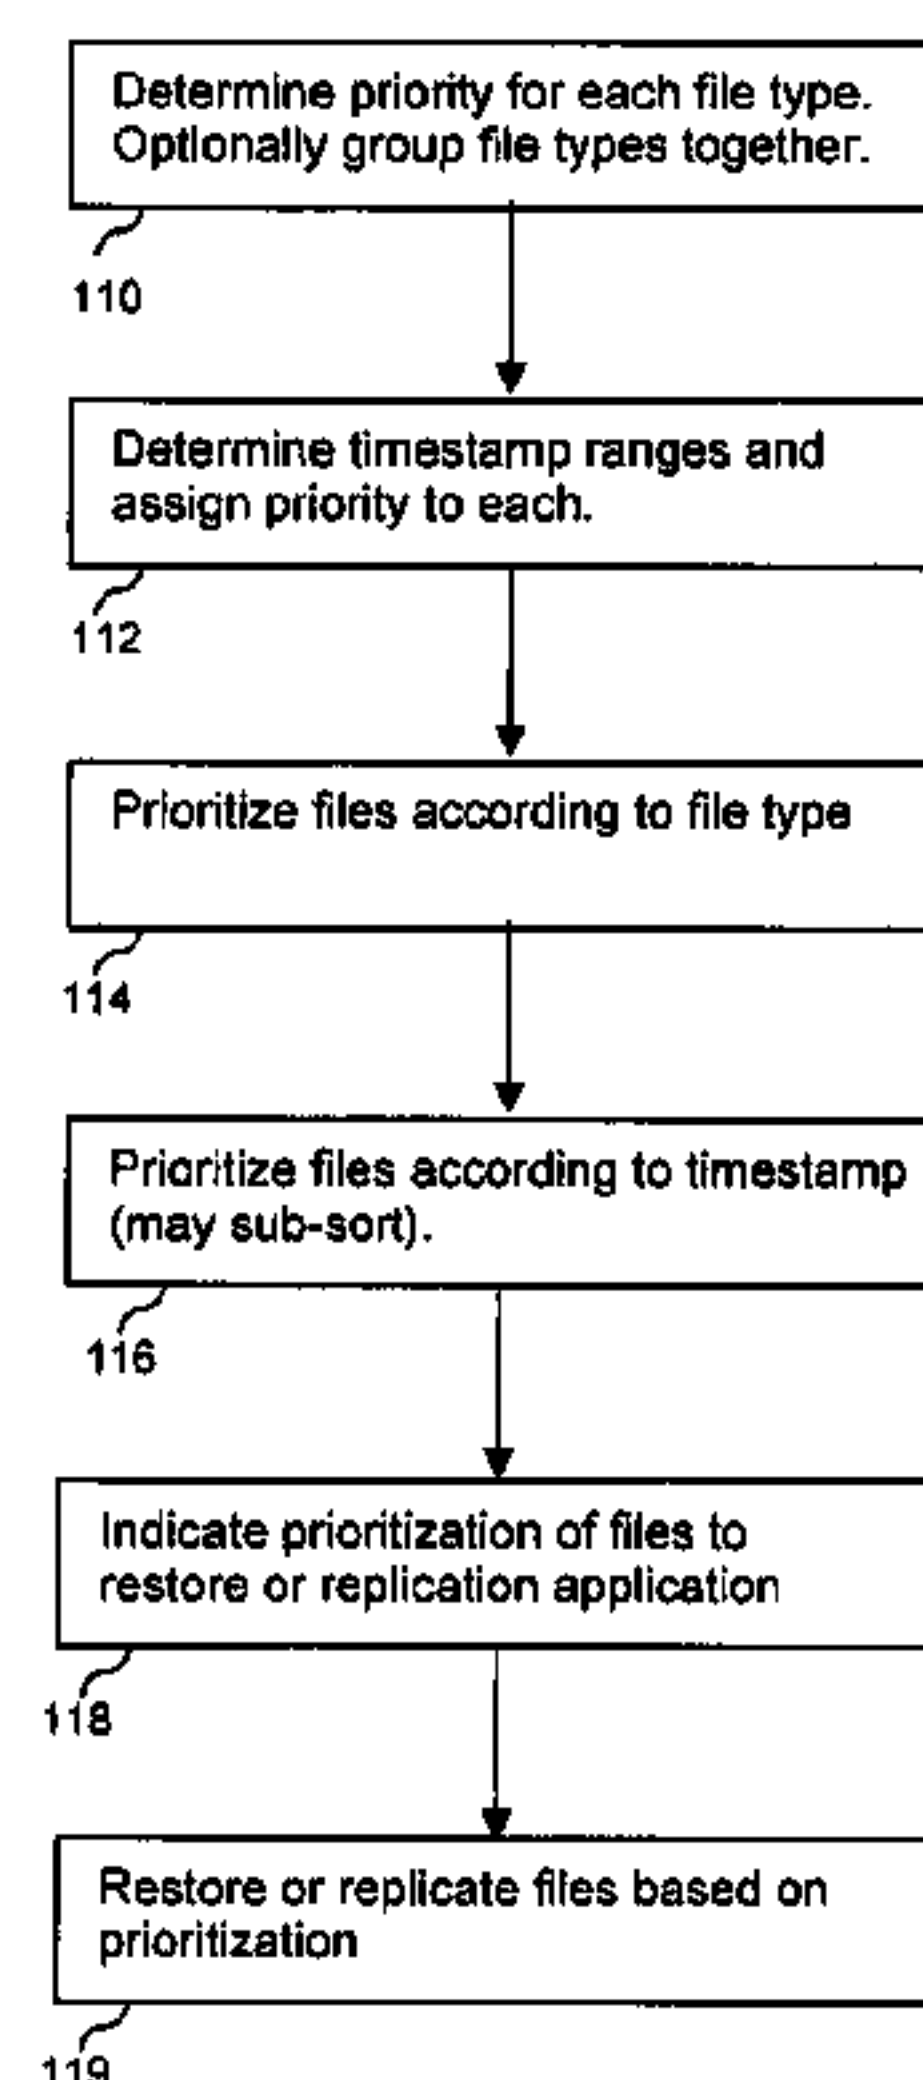 Determine priority for each file type.
Optionally group file types together.
110
Determine timestamp ranges and
assign priority to each.
112
Prioritize files according to file type
114
Prioritize files according to timestamp
(may sub-sort).
116
Indicate prioritization of files to
restore or replication application
118
Restore or replicate files based on
prioritization
119